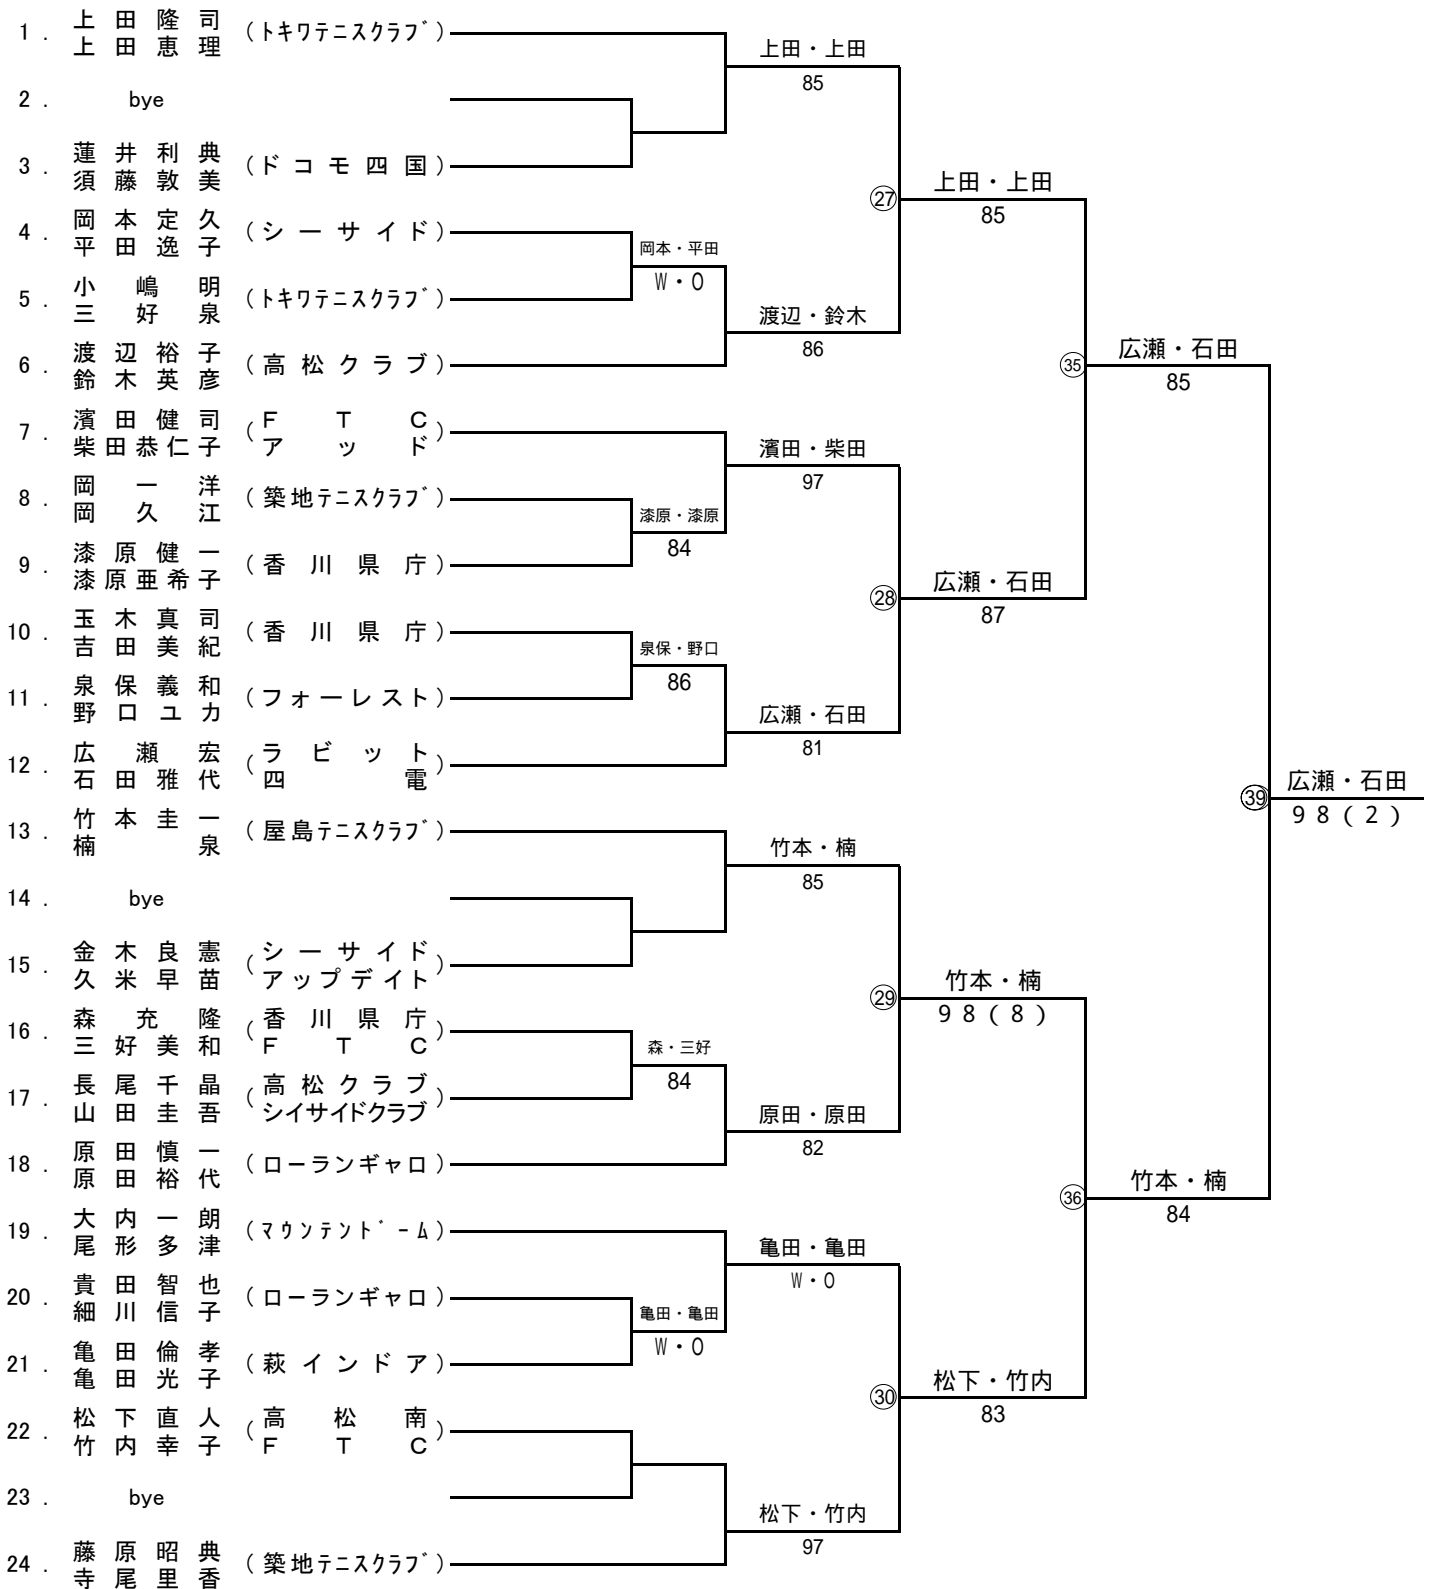 1 . 上田隆司 (トキワテニスクラブ)
上田恵理
上田・上田
85
2 . bye
3 . 蓮井利典 (ドコモ四国)
須藤敦美
27 上田・上田
85
4 . 岡本定久 (シーサイド)
平田逸子
岡本・平田
W・O
5 . 小嶋明 (トキワテニスクラブ)
三好泉
渡辺・鈴木
86
6 . 渡辺裕子 (高松クラブ)
鈴木英彦
35 広瀬・石田
85
7 . 濱田健司 (FTC
柴田恭仁子 アッド)
濱田・柴田
97
8 . 岡一洋 (築地テニスクラブ)
岡久江
漆原・漆原
84
9 . 漆原健一 (香川県庁)
漆原亜希子
28 広瀬・石田
87
10 . 玉木真司 (香川県庁)
吉田美紀
泉保・野口
86
11 . 泉保義和 (フォーレスト)
野口ユカ
広瀬・石田
81
12 . 広瀬宏 (ラビット
石田雅代 四電)
39 広瀬・石田
98(2)
13 . 竹本圭一 (屋島テニスクラブ)
楠泉
竹本・楠
85
14 . bye
15 . 金木良憲 (シーサイド
久米早苗 アップデイト)
29 竹本・楠
98(8)
16 . 森充隆 (香川県庁
三好美和 FTC)
森・三好
84
17 . 長尾千晶 (高松クラブ
山田圭吾 シイサイドクラブ)
原田・原田
82
18 . 原田慎一 (ローランギャロ)
原田裕代
36 竹本・楠
84
19 . 大内一朗 (マウンテンドーム)
尾形多津
亀田・亀田
W・O
20 . 貴田智也 (ローランギャロ)
細川信子
亀田・亀田
W・O
21 . 亀田倫孝 (萩インドア)
亀田光子
30 松下・竹内
83
22 . 松下直人 (高松南
竹内幸子 FTC)
23 . bye
松下・竹内
97
24 . 藤原昭典 (築地テニスクラブ)
寺尾里香